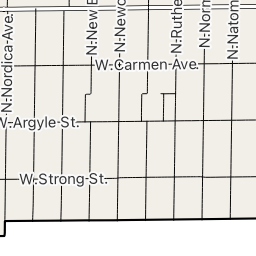 N Nordica Ave.
N New E
N Newc
N Ruthe
N Norm
N Natom
W Carmen Ave
W Argyle St.
W Strong St.